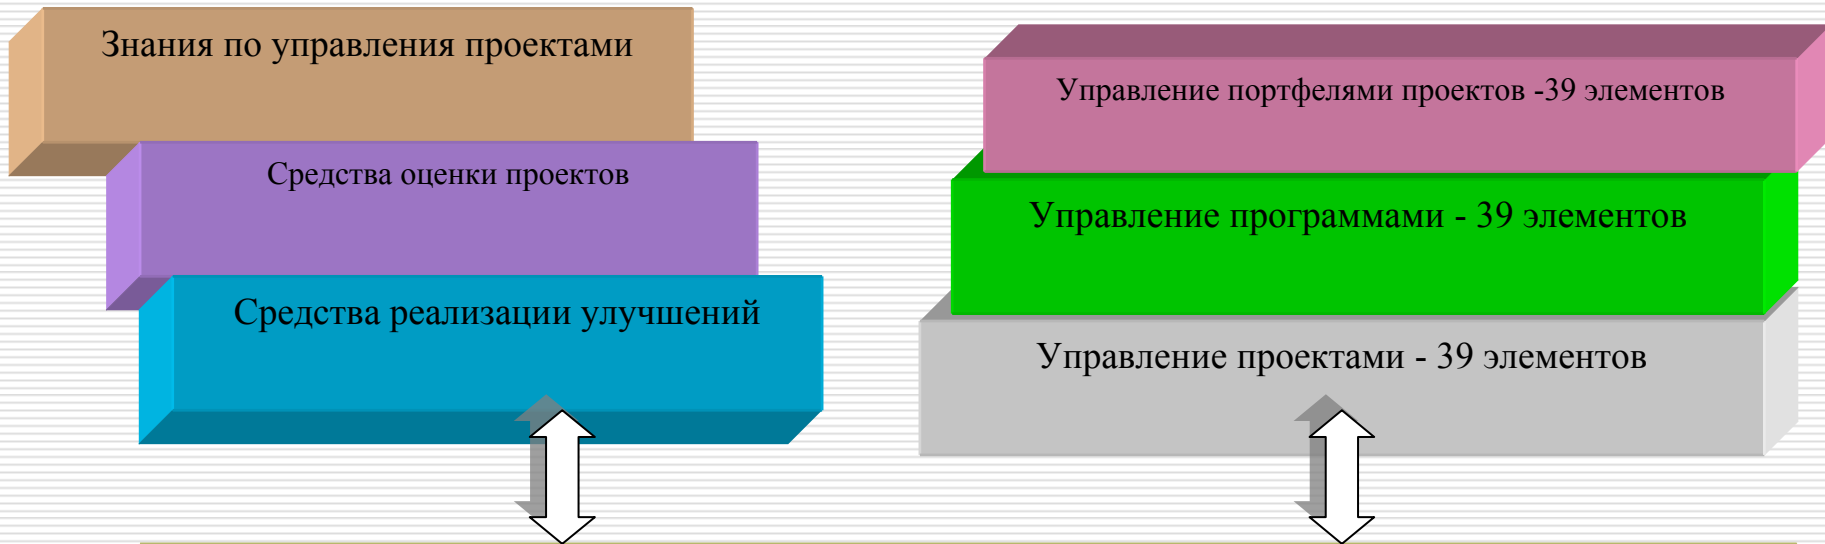 Знания по управления проектами
Средства оценки проектов
Средства реализации улучшений
Управление портфелями проектов -39 элементов
Управление программами - 39 элементов
Управление проектами - 39 элементов